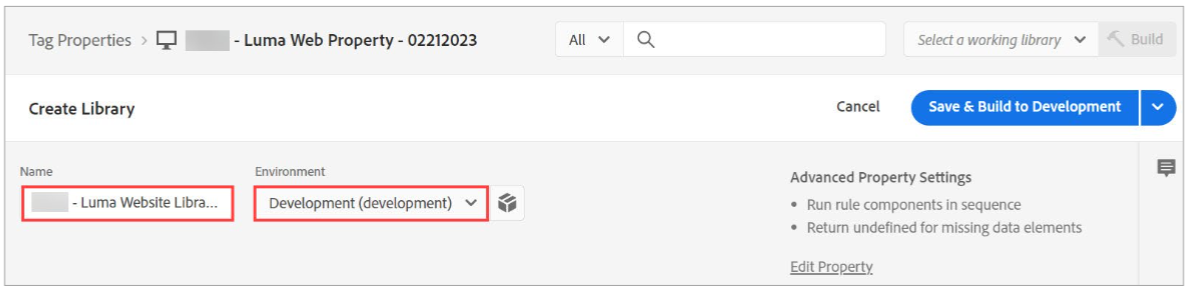 Tag Properties > - Luma Web Property - 02212023 All Select a working library Build
Create Library Cancel Save & Build to Development
Name Environment
- Luma Website Libra... Development (development)
Advanced Property Settings
• Run rule components in sequence
• Return undefined for missing data elements
Edit Property